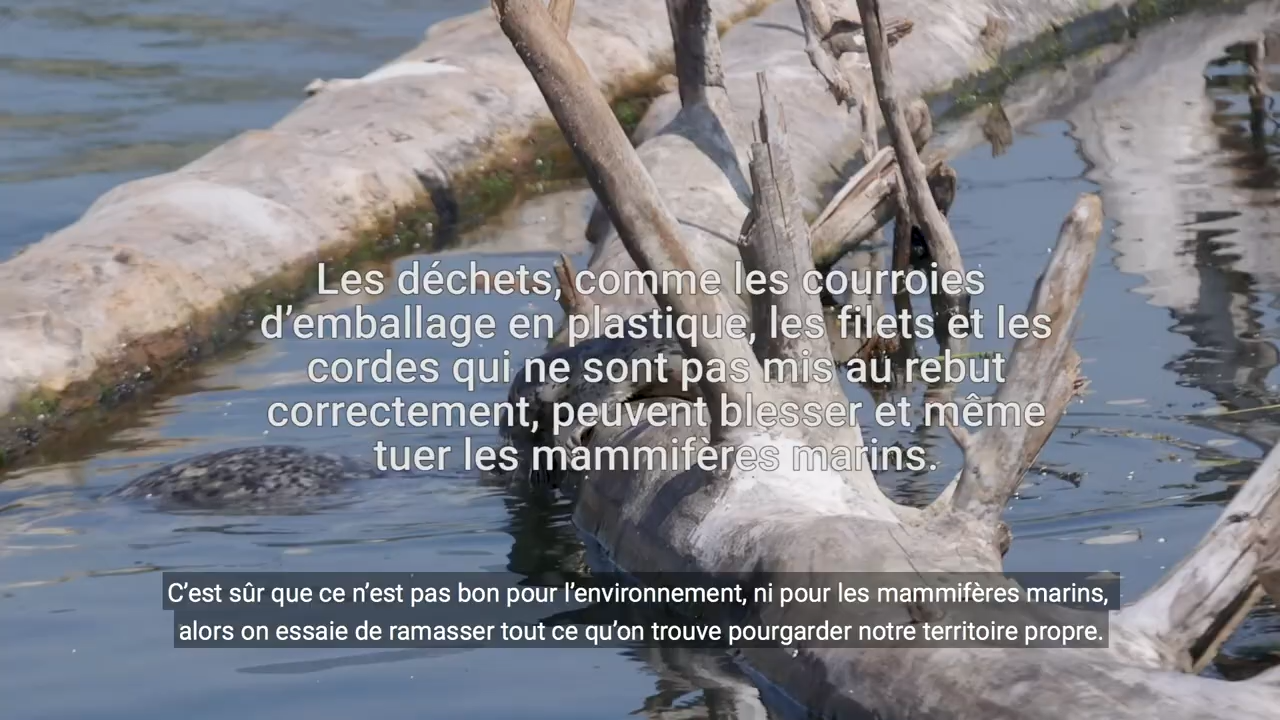 Les déchets, comme les courroies
d’emballage en plastique, les filets et les
cordes qui ne sont pas mis au rebut
correctement, peuvent blesser et même
tuer les mammifères marins.
C’est sûr que ce n’est pas bon pour l’environnement, ni pour les mammifères marins,
alors on essaie de ramasser tout ce qu’on trouve pourgarder notre territoire propre.